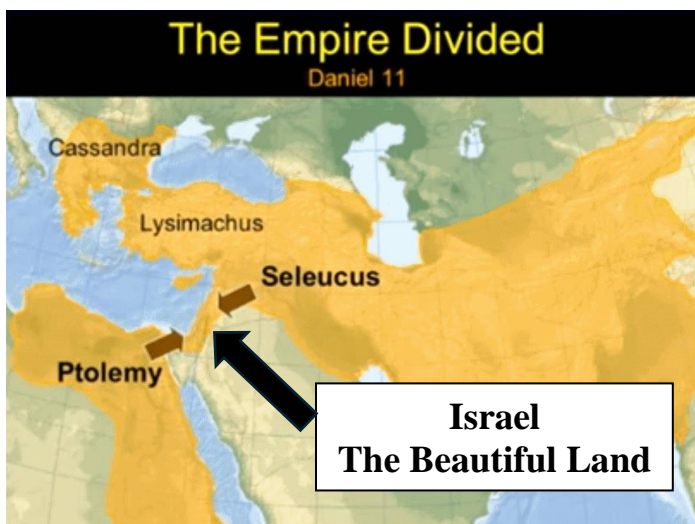 The Empire Divided
Daniel 11
Cassandra
Lysimachus
Seleucus
Ptolemy
Israel
The Beautiful Land